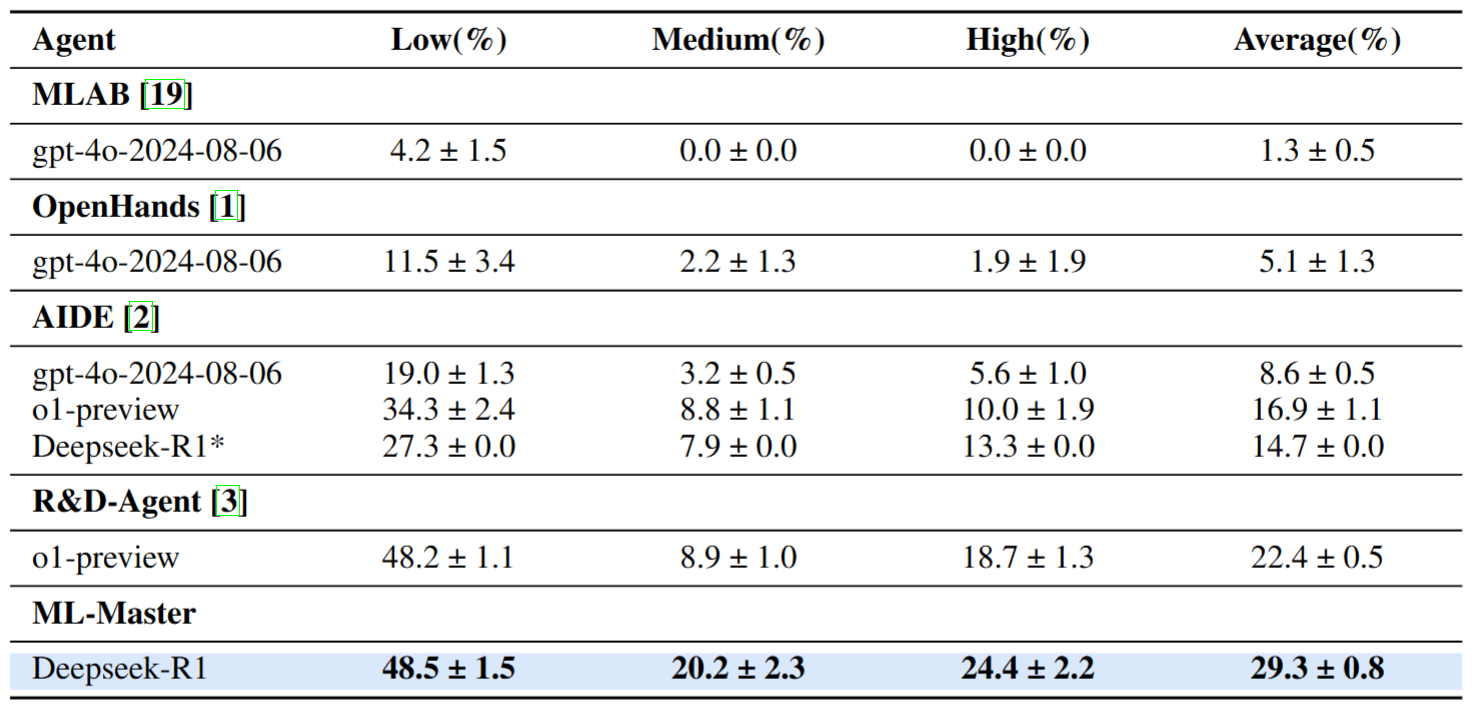 Agent Low(%) Medium(%) High(%) Average(%)
MLAB [19]
gpt-4o-2024-08-06 4.2 ± 1.5 0.0 ± 0.0 0.0 ± 0.0 1.3 ± 0.5
OpenHands [1]
gpt-4o-2024-08-06 11.5 ± 3.4 2.2 ± 1.3 1.9 ± 1.9 5.1 ± 1.3
AIDE [2]
gpt-4o-2024-08-06 19.0 ± 1.3 3.2 ± 0.5 5.6 ± 1.0 8.6 ± 0.5
o1-preview 34.3 ± 2.4 8.8 ± 1.1 10.0 ± 1.9 16.9 ± 1.1
Deepseek-R1* 27.3 ± 0.0 7.9 ± 0.0 13.3 ± 0.0 14.7 ± 0.0
R&D-Agent [3]
o1-preview 48.2 ± 1.1 8.9 ± 1.0 18.7 ± 1.3 22.4 ± 0.5
ML-Master
Deepseek-R1 48.5 ± 1.5 20.2 ± 2.3 24.4 ± 2.2 29.3 ± 0.8